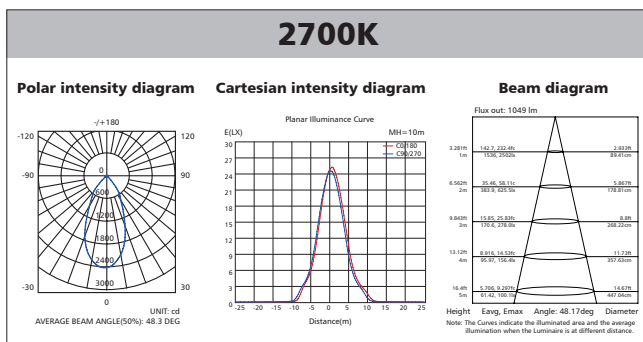 2700K
Polar intensity diagram
Cartesian intensity diagram
Beam diagram
-/+180
-120
120
-90
90
-30
30
0
0
600
1200
1800
2400
3000
UNIT: cd
AVERAGE BEAM ANGLE(50%): 48.3 DEG
Planar Illuminance Curve
E(LX)
MH=10m
C0/180
C90/270
30
27
24
21
18
15
12
9
6
3
0
-25 -20 -15 -10 -5 0 5 10 15 20 25
Distance(m)
Flux out: 1049 lm
3.281ft 142.7, 232.4fc 2.933ft
1m 1536, 2502lx 89.41cm
6.562ft 35.46, 58.11c 5.867ft
2m 383.9, 625.5lx 178.81cm
9.843ft 15.85, 25.83fc 8.8ft
3m 170.6, 278.0lx 268.22cm
13.12ft 8.916, 14.53fc 11.73ft
4m 95.97, 156.4lx 357.63cm
16.4ft 5.706, 9.297fc 14.67ft
5m 61.42, 100.1lx 447.04cm
Height Eavg, Emax Angle: 48.17deg Diameter
Note: The Curves indicate the illuminated area and the average
illumination when the Luminaire is at different distance.